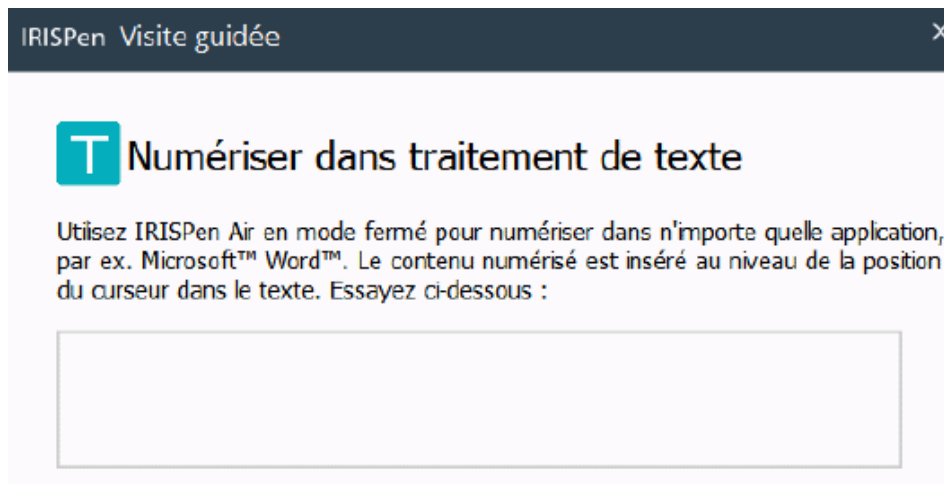 IRISPen Visite guidée
T Numériser dans traitement de texte
Utilisez IRISPen Air en mode fermé pour numériser dans n'importe quelle application,
par ex. Microsoft™ Word™. Le contenu numérisé est inséré au niveau de la position
du curseur dans le texte. Essayez ci-dessous :